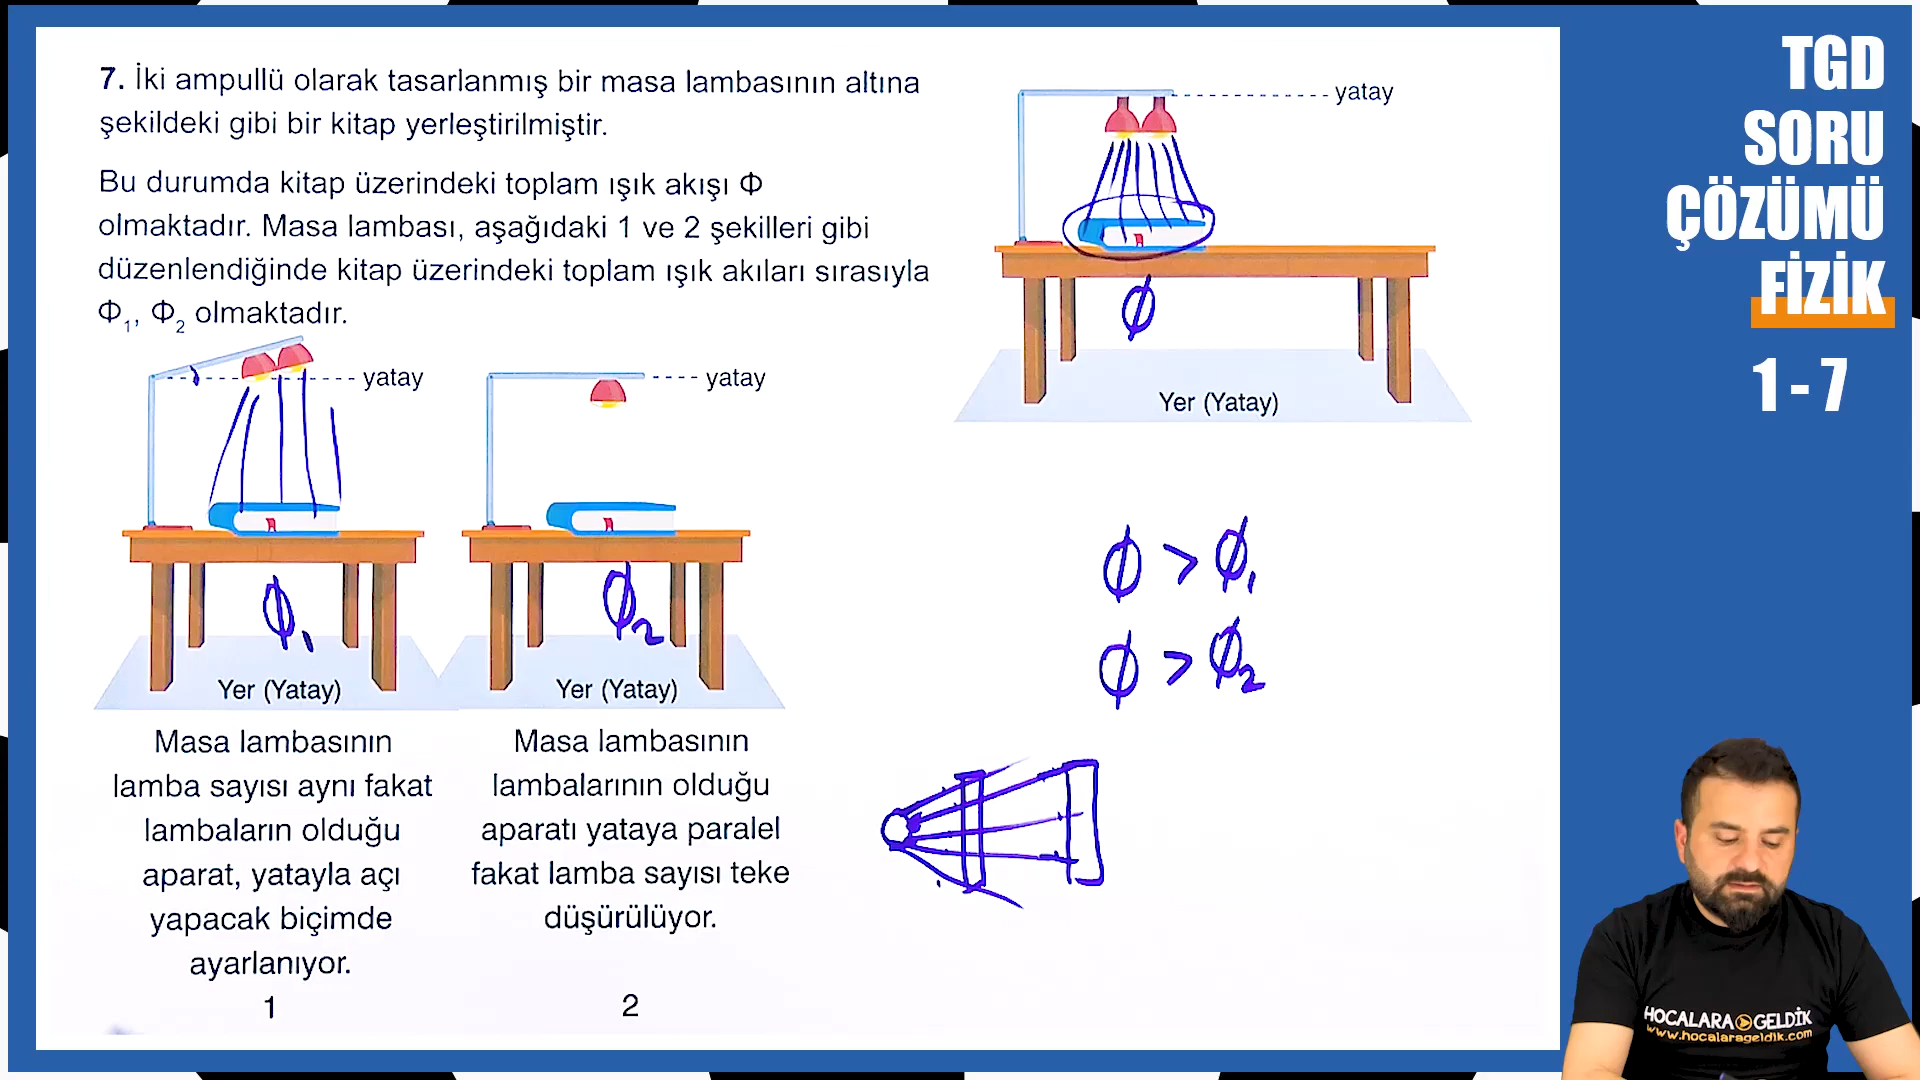 7. İki ampullü olarak tasarlanmış bir masa lambasının altına
şekildeki gibi bir kitap yerleştirilmiştir.
Bu durumda kitap üzerindeki toplam ışık akışı Φ
olmaktadır. Masa lambası, aşağıdaki 1 ve 2 şekilleri gibi
düzenlendiğinde kitap üzerindeki toplam ışık akıları sırasıyla
Φ₁, Φ₂ olmaktadır.
yatay
Φ
Yer (Yatay)
yatay
Φ₁
Yer (Yatay)
Masa lambasının
lamba sayısı aynı fakat
lambaların olduğu
aparat, yatayla açı
yapacak biçimde
ayarlanıyor.
1
yatay
Φ₂
Yer (Yatay)
Masa lambasının
lambalarının olduğu
aparatı yataya paralel
fakat lamba sayısı teke
düşürülüyor.
2
Φ > Φ₁
Φ > Φ₂
TGD
SORU
ÇÖZÜMÜ
FİZİK
1 - 7
HOCALARA GELDİK
www.hocalarageldik.com